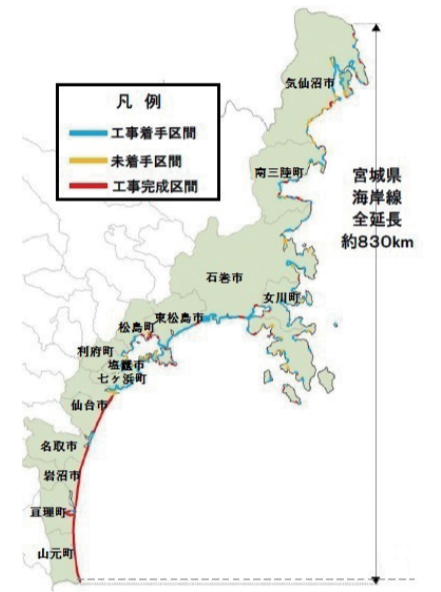 気仙沼市
凡例
工事着手区間
未着手区間
工事完成区間
南三陸町
宮城県
海岸線
全延長
約830km
石巻市
女川町
東松島市
松島町
利府町
塩竈市
七ヶ浜町
仙台市
名取市
岩沼市
亘理町
山元町